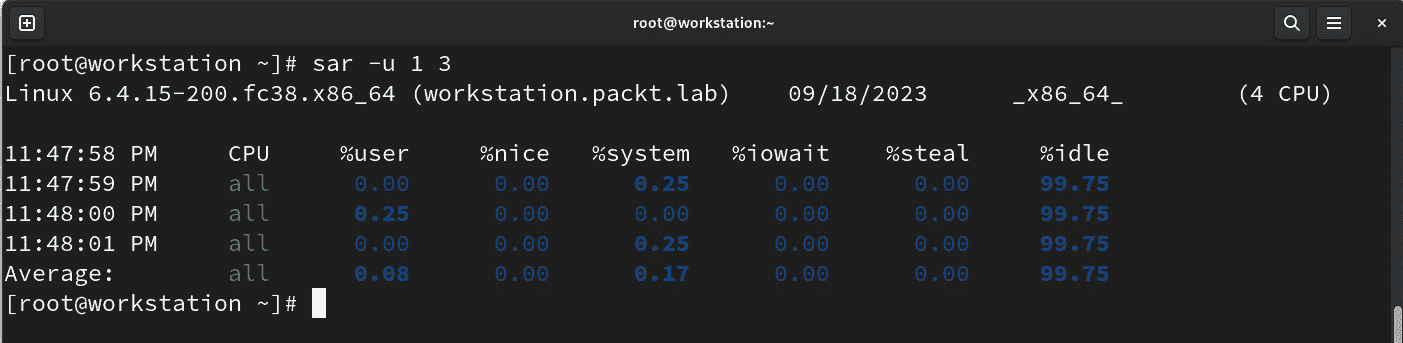 root@workstation:~
[root@workstation ~]# sar -u 1 3
Linux 6.4.15-200.fc38.x86_64 (workstation.packt.lab)    09/18/2023      _x86_64_        (4 CPU)
11:47:58 PM     CPU     %user     %nice   %system   %iowait    %steal     %idle
11:47:59 PM     all      0.00      0.00      0.25      0.00      0.00     99.75
11:48:00 PM     all      0.25      0.00      0.00      0.00      0.00     99.75
11:48:01 PM     all      0.00      0.00      0.25      0.00      0.00     99.75
Average:        all      0.08      0.00      0.17      0.00      0.00     99.75
[root@workstation ~]#